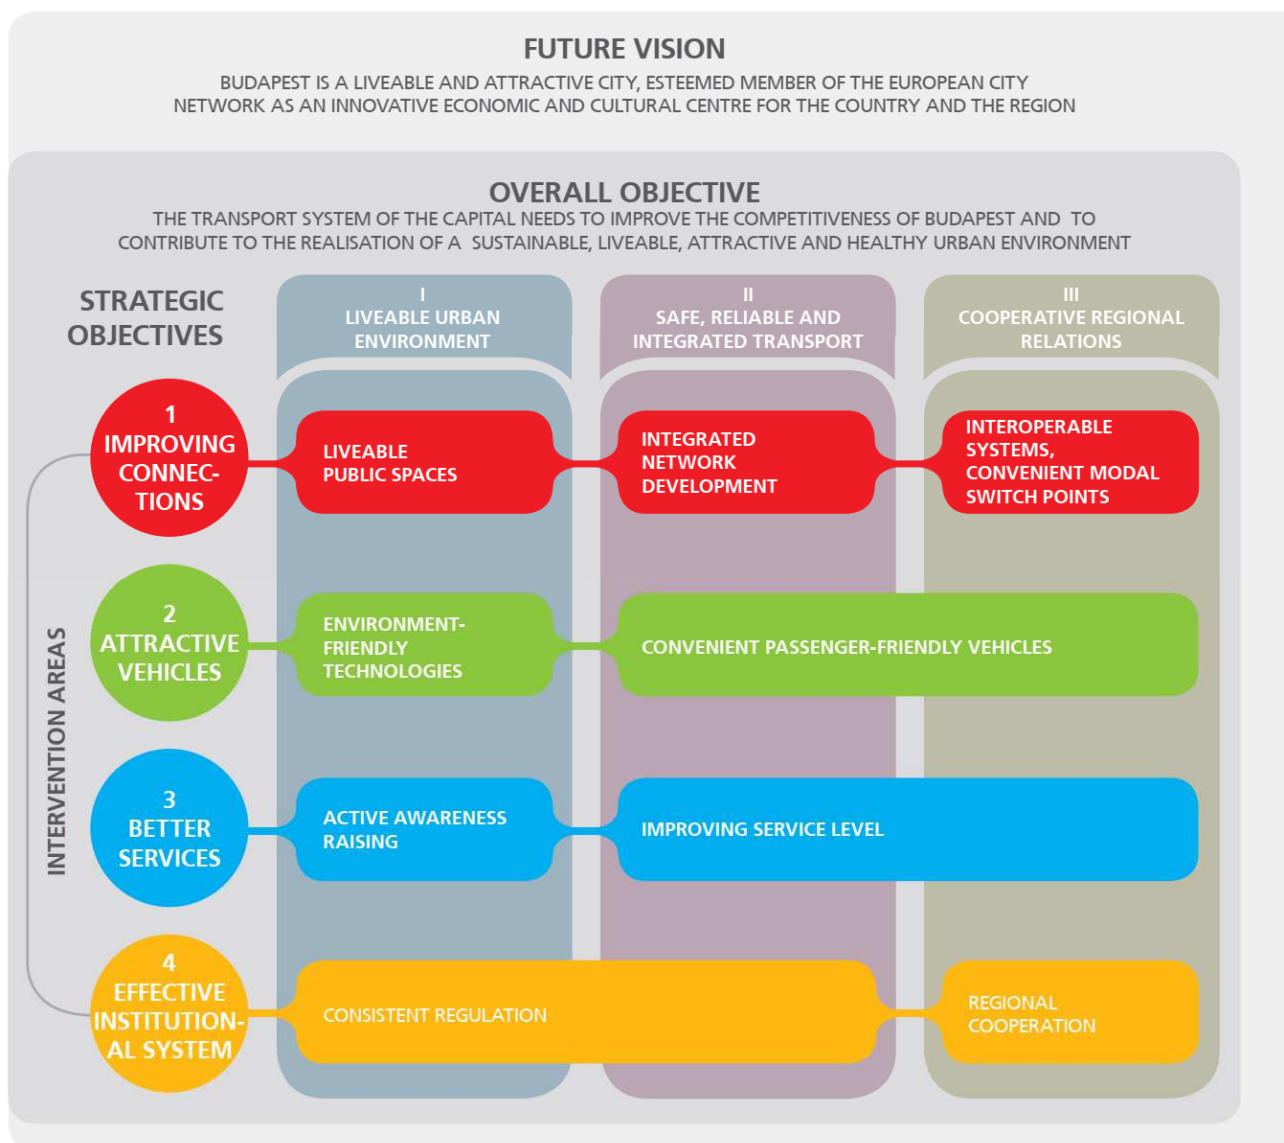 FUTURE VISION
BUDAPEST IS A LIVEABLE AND ATTRACTIVE CITY, ESTEEMED MEMBER OF THE EUROPEAN CITY
NETWORK AS AN INNOVATIVE ECONOMIC AND CULTURAL CENTRE FOR THE COUNTRY AND THE REGION
OVERALL OBJECTIVE
THE TRANSPORT SYSTEM OF THE CAPITAL NEEDS TO IMPROVE THE COMPETITIVENESS OF BUDAPEST AND TO
CONTRIBUTE TO THE REALISATION OF A SUSTAINABLE, LIVEABLE, ATTRACTIVE AND HEALTHY URBAN ENVIRONMENT
STRATEGIC
OBJECTIVES
I
LIVEABLE URBAN
ENVIRONMENT
II
SAFE, RELIABLE AND
INTEGRATED TRANSPORT
III
COOPERATIVE REGIONAL
RELATIONS
INTERVENTION AREAS
1
IMPROVING
CONNEC-
TIONS
LIVEABLE
PUBLIC SPACES
INTEGRATED
NETWORK
DEVELOPMENT
INTEROPERABLE
SYSTEMS,
CONVENIENT MODAL
SWITCH POINTS
2
ATTRACTIVE
VEHICLES
ENVIRONMENT-
FRIENDLY
TECHNOLOGIES
CONVENIENT PASSENGER-FRIENDLY VEHICLES
3
BETTER
SERVICES
ACTIVE AWARENESS
RAISING
IMPROVING SERVICE LEVEL
4
EFFECTIVE
INSTITUTION-
AL SYSTEM
CONSISTENT REGULATION
REGIONAL
COOPERATION